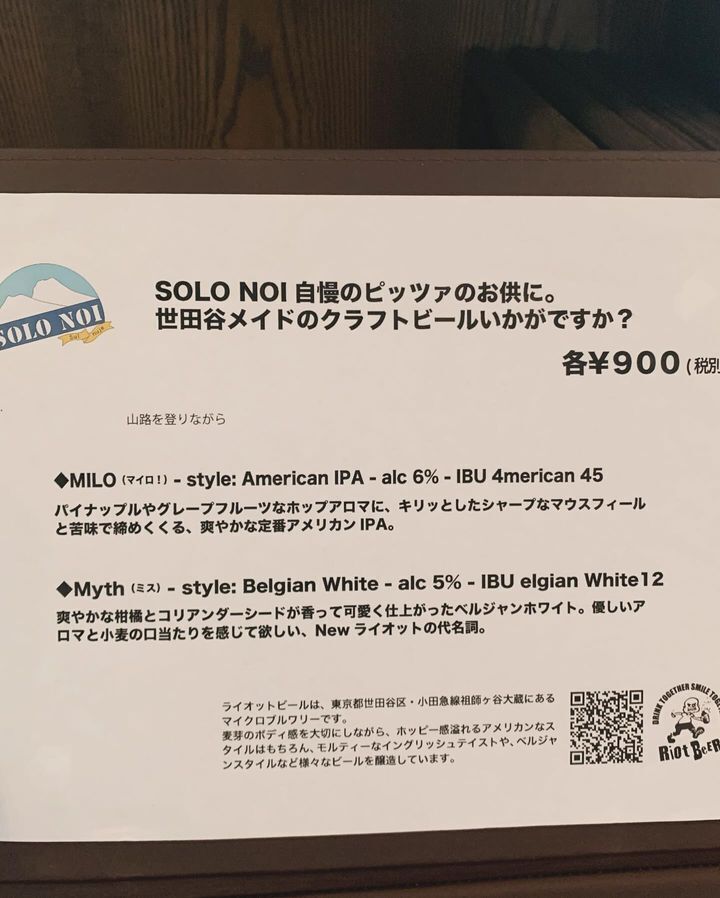 SOLO NOI
SOLO NOI 自慢のピッツァのお供に。
世田谷メイドのクラフトビールいかがですか？
各¥900 (税別
山路を登りながら
◆MILO (マイロ！) - style: American IPA - alc 6% - IBU 4merican 45
パイナップルやグレープフルーツなホップアロマに、キリッとしたシャープなマウスフィール
と苦味で締めくくる、爽やかな定番アメリカン IPA。
◆Myth (ミス) - style: Belgian White - alc 5% - IBU elgian White12
爽やかな柑橘とコリアンダーシードが香って可愛く仕上がったベルジャンホワイト。優しいア
ロマと小麦の口当たりを感じて欲しい、New ライオットの代名詞。
ライオットビールは、東京都世田谷区・小田急線祖師ヶ谷大蔵にある
マイクロブルワリーです。
麦芽のボディ感を大切にしながら、ホッピー感溢れるアメリカンなス
タイルはもちろん、モルティーなイングリッシュテイストや、ベルジャ
ンスタイルなど様々なビールを醸造しています。
DRINK TOGETHER SMILE TOGE
RIOT BEER